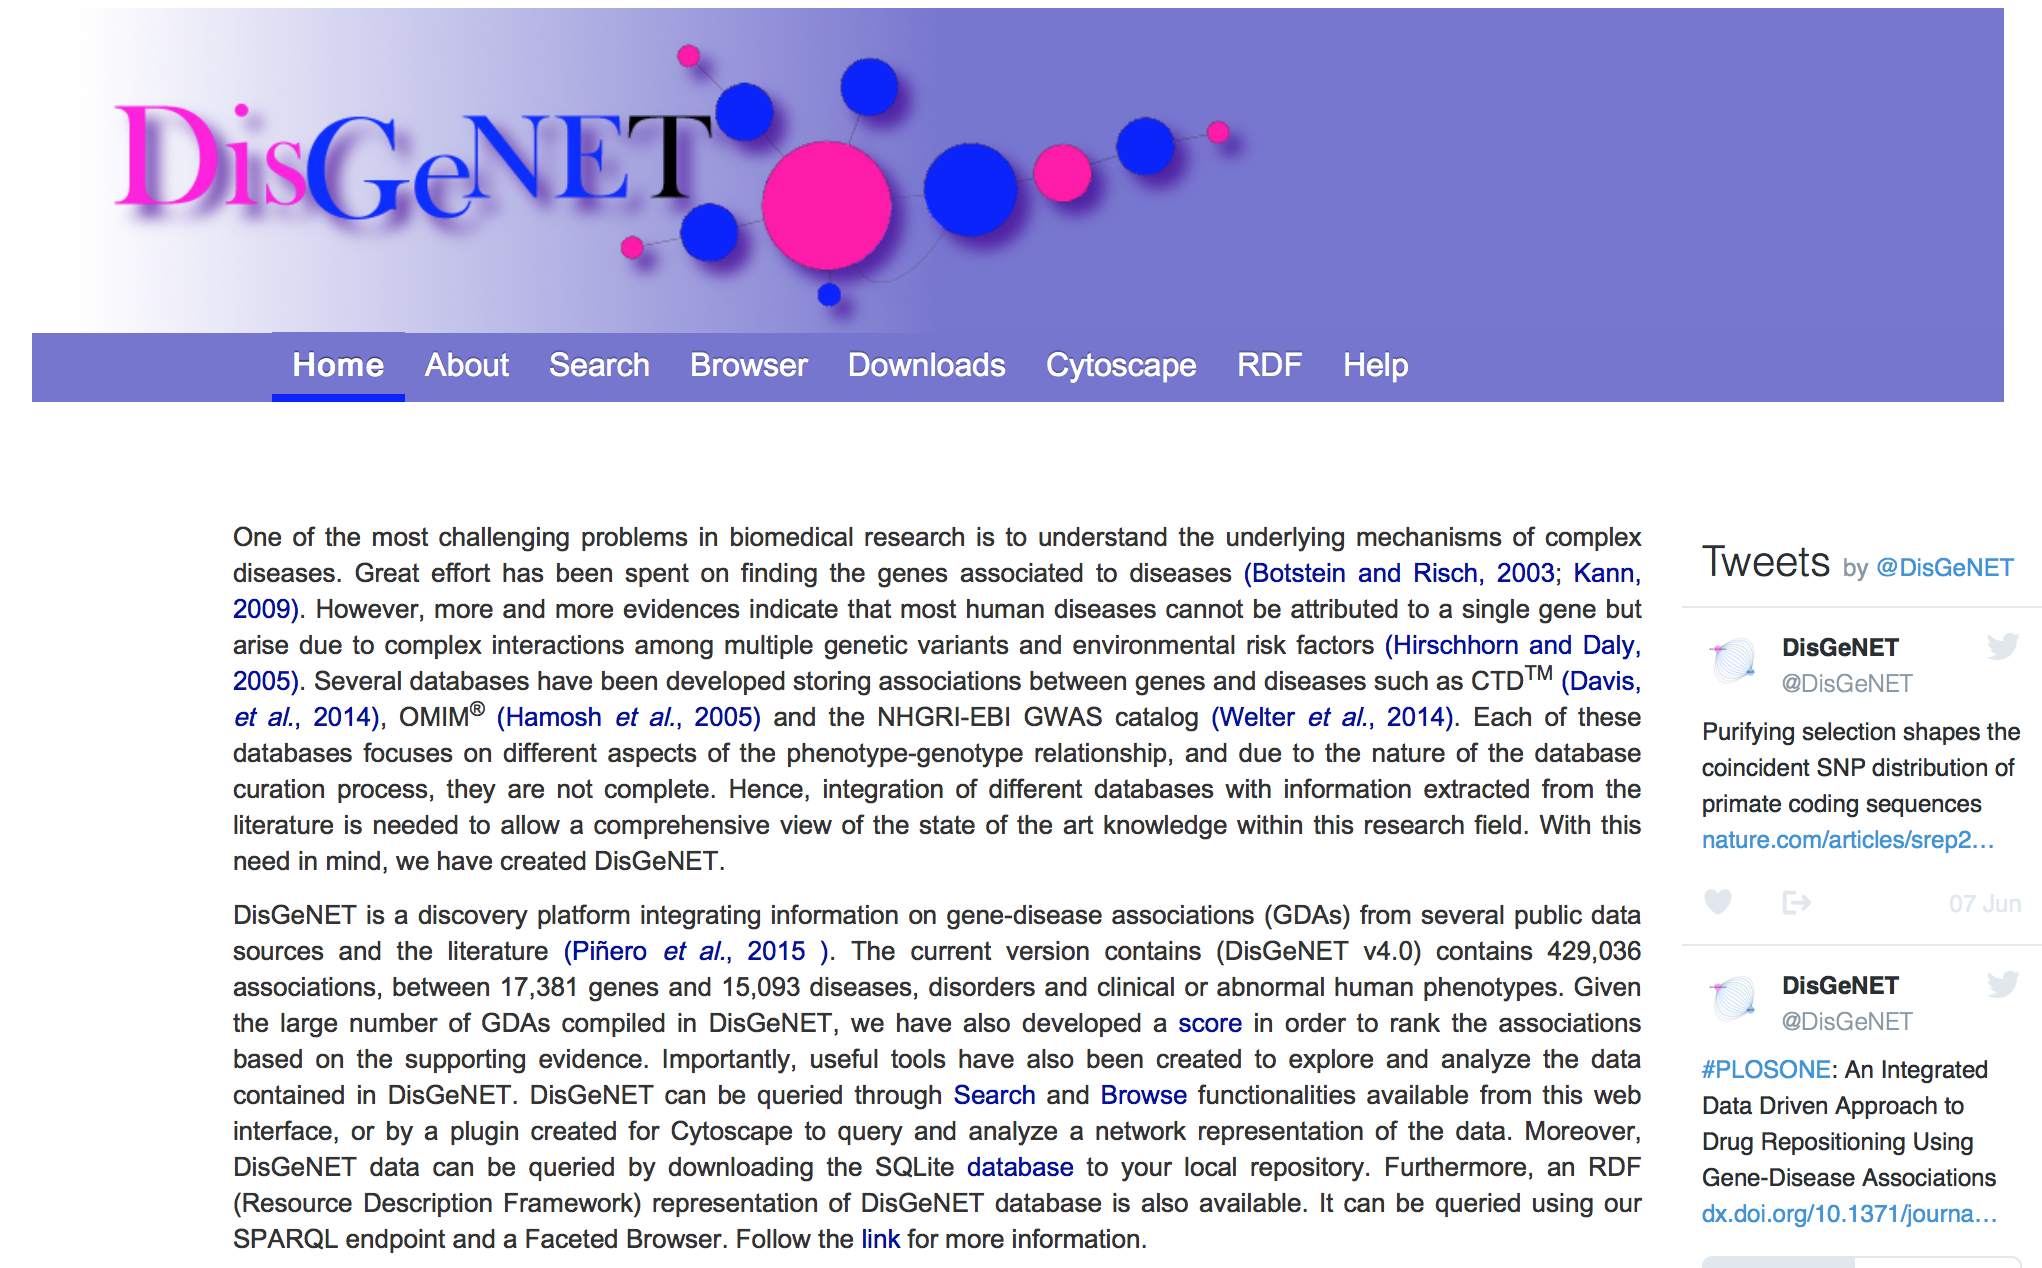 DisGeNET
Home About Search Browser Downloads Cytoscape RDF Help
One of the most challenging problems in biomedical research is to understand the underlying mechanisms of complex
diseases. Great effort has been spent on finding the genes associated to diseases (Botstein and Risch, 2003; Kann,
2009). However, more and more evidences indicate that most human diseases cannot be attributed to a single gene but
arise due to complex interactions among multiple genetic variants and environmental risk factors (Hirschhorn and Daly,
2005). Several databases have been developed storing associations between genes and diseases such as CTD™ (Davis,
et al., 2014), OMIM® (Hamosh et al., 2005) and the NHGRI-EBI GWAS catalog (Welter et al., 2014). Each of these
databases focuses on different aspects of the phenotype-genotype relationship, and due to the nature of the database
curation process, they are not complete. Hence, integration of different databases with information extracted from the
literature is needed to allow a comprehensive view of the state of the art knowledge within this research field. With this
need in mind, we have created DisGeNET.
DisGeNET is a discovery platform integrating information on gene-disease associations (GDAs) from several public data
sources and the literature (Piñero et al., 2015 ). The current version contains (DisGeNET v4.0) contains 429,036
associations, between 17,381 genes and 15,093 diseases, disorders and clinical or abnormal human phenotypes. Given
the large number of GDAs compiled in DisGeNET, we have also developed a score in order to rank the associations
based on the supporting evidence. Importantly, useful tools have also been created to explore and analyze the data
contained in DisGeNET. DisGeNET can be queried through Search and Browse functionalities available from this web
interface, or by a plugin created for Cytoscape to query and analyze a network representation of the data. Moreover,
DisGeNET data can be queried by downloading the SQLite database to your local repository. Furthermore, an RDF
(Resource Description Framework) representation of DisGeNET database is also available. It can be queried using our
SPARQL endpoint and a Faceted Browser. Follow the link for more information.
Tweets by @DisGeNET
DisGeNET
@DisGeNET
Purifying selection shapes the
coincident SNP distribution of
primate coding sequences
nature.com/articles/srep2…
07 Jun
DisGeNET
@DisGeNET
#PLOSONE: An Integrated
Data Driven Approach to
Drug Repositioning Using
Gene-Disease Associations
dx.doi.org/10.1371/journa…